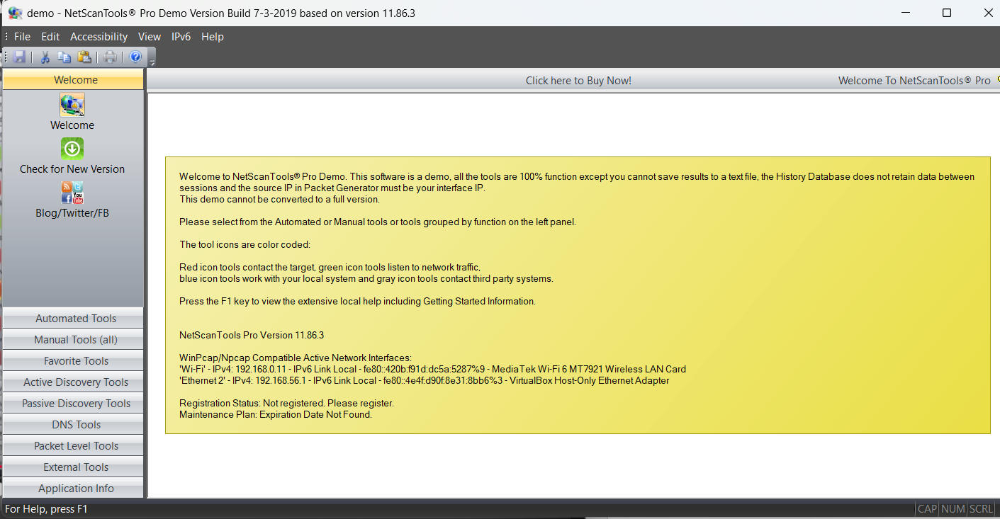 demo - NetScanTools® Pro Demo Version Build 7-3-2019 based on version 11.86.3
File Edit Accessibility View IPv6 Help
Welcome
Click here to Buy Now!
Welcome To NetScanTools® Pro
Welcome
Check for New Version
You
Tube
Blog/Twitter/FB
Automated Tools
Manual Tools (all)
Favorite Tools
Active Discovery Tools
Passive Discovery Tools
DNS Tools
Packet Level Tools
External Tools
Application Info
Welcome to NetScanTools® Pro Demo. This software is a demo, all the tools are 100% function except you cannot save results to a text file, the History Database does not retain data between
sessions and the source IP in Packet Generator must be your interface IP.
This demo cannot be converted to a full version.
Please select from the Automated or Manual tools or tools grouped by function on the left panel.
The tool icons are color coded:
Red icon tools contact the target, green icon tools listen to network traffic,
blue icon tools work with your local system and gray icon tools contact third party systems.
Press the F1 key to view the extensive local help including Getting Started Information.
NetScanTools Pro Version 11.86.3
WinPcap/Npcap Compatible Active Network Interfaces:
'Wi-Fi' - IPv4: 192.168.0.11 - IPv6 Link Local - fe80::420b:f91d:dc5a:5287%9 - MediaTek Wi-Fi 6 MT7921 Wireless LAN Card
'Ethernet 2' - IPv4: 192.168.56.1 - IPv6 Link Local - fe80::4e4f:d90f:8e31:8bb6%3 - VirtualBox Host-Only Ethernet Adapter
Registration Status: Not registered. Please register.
Maintenance Plan: Expiration Date Not Found.
For Help, press F1
CAP NUM SCRL